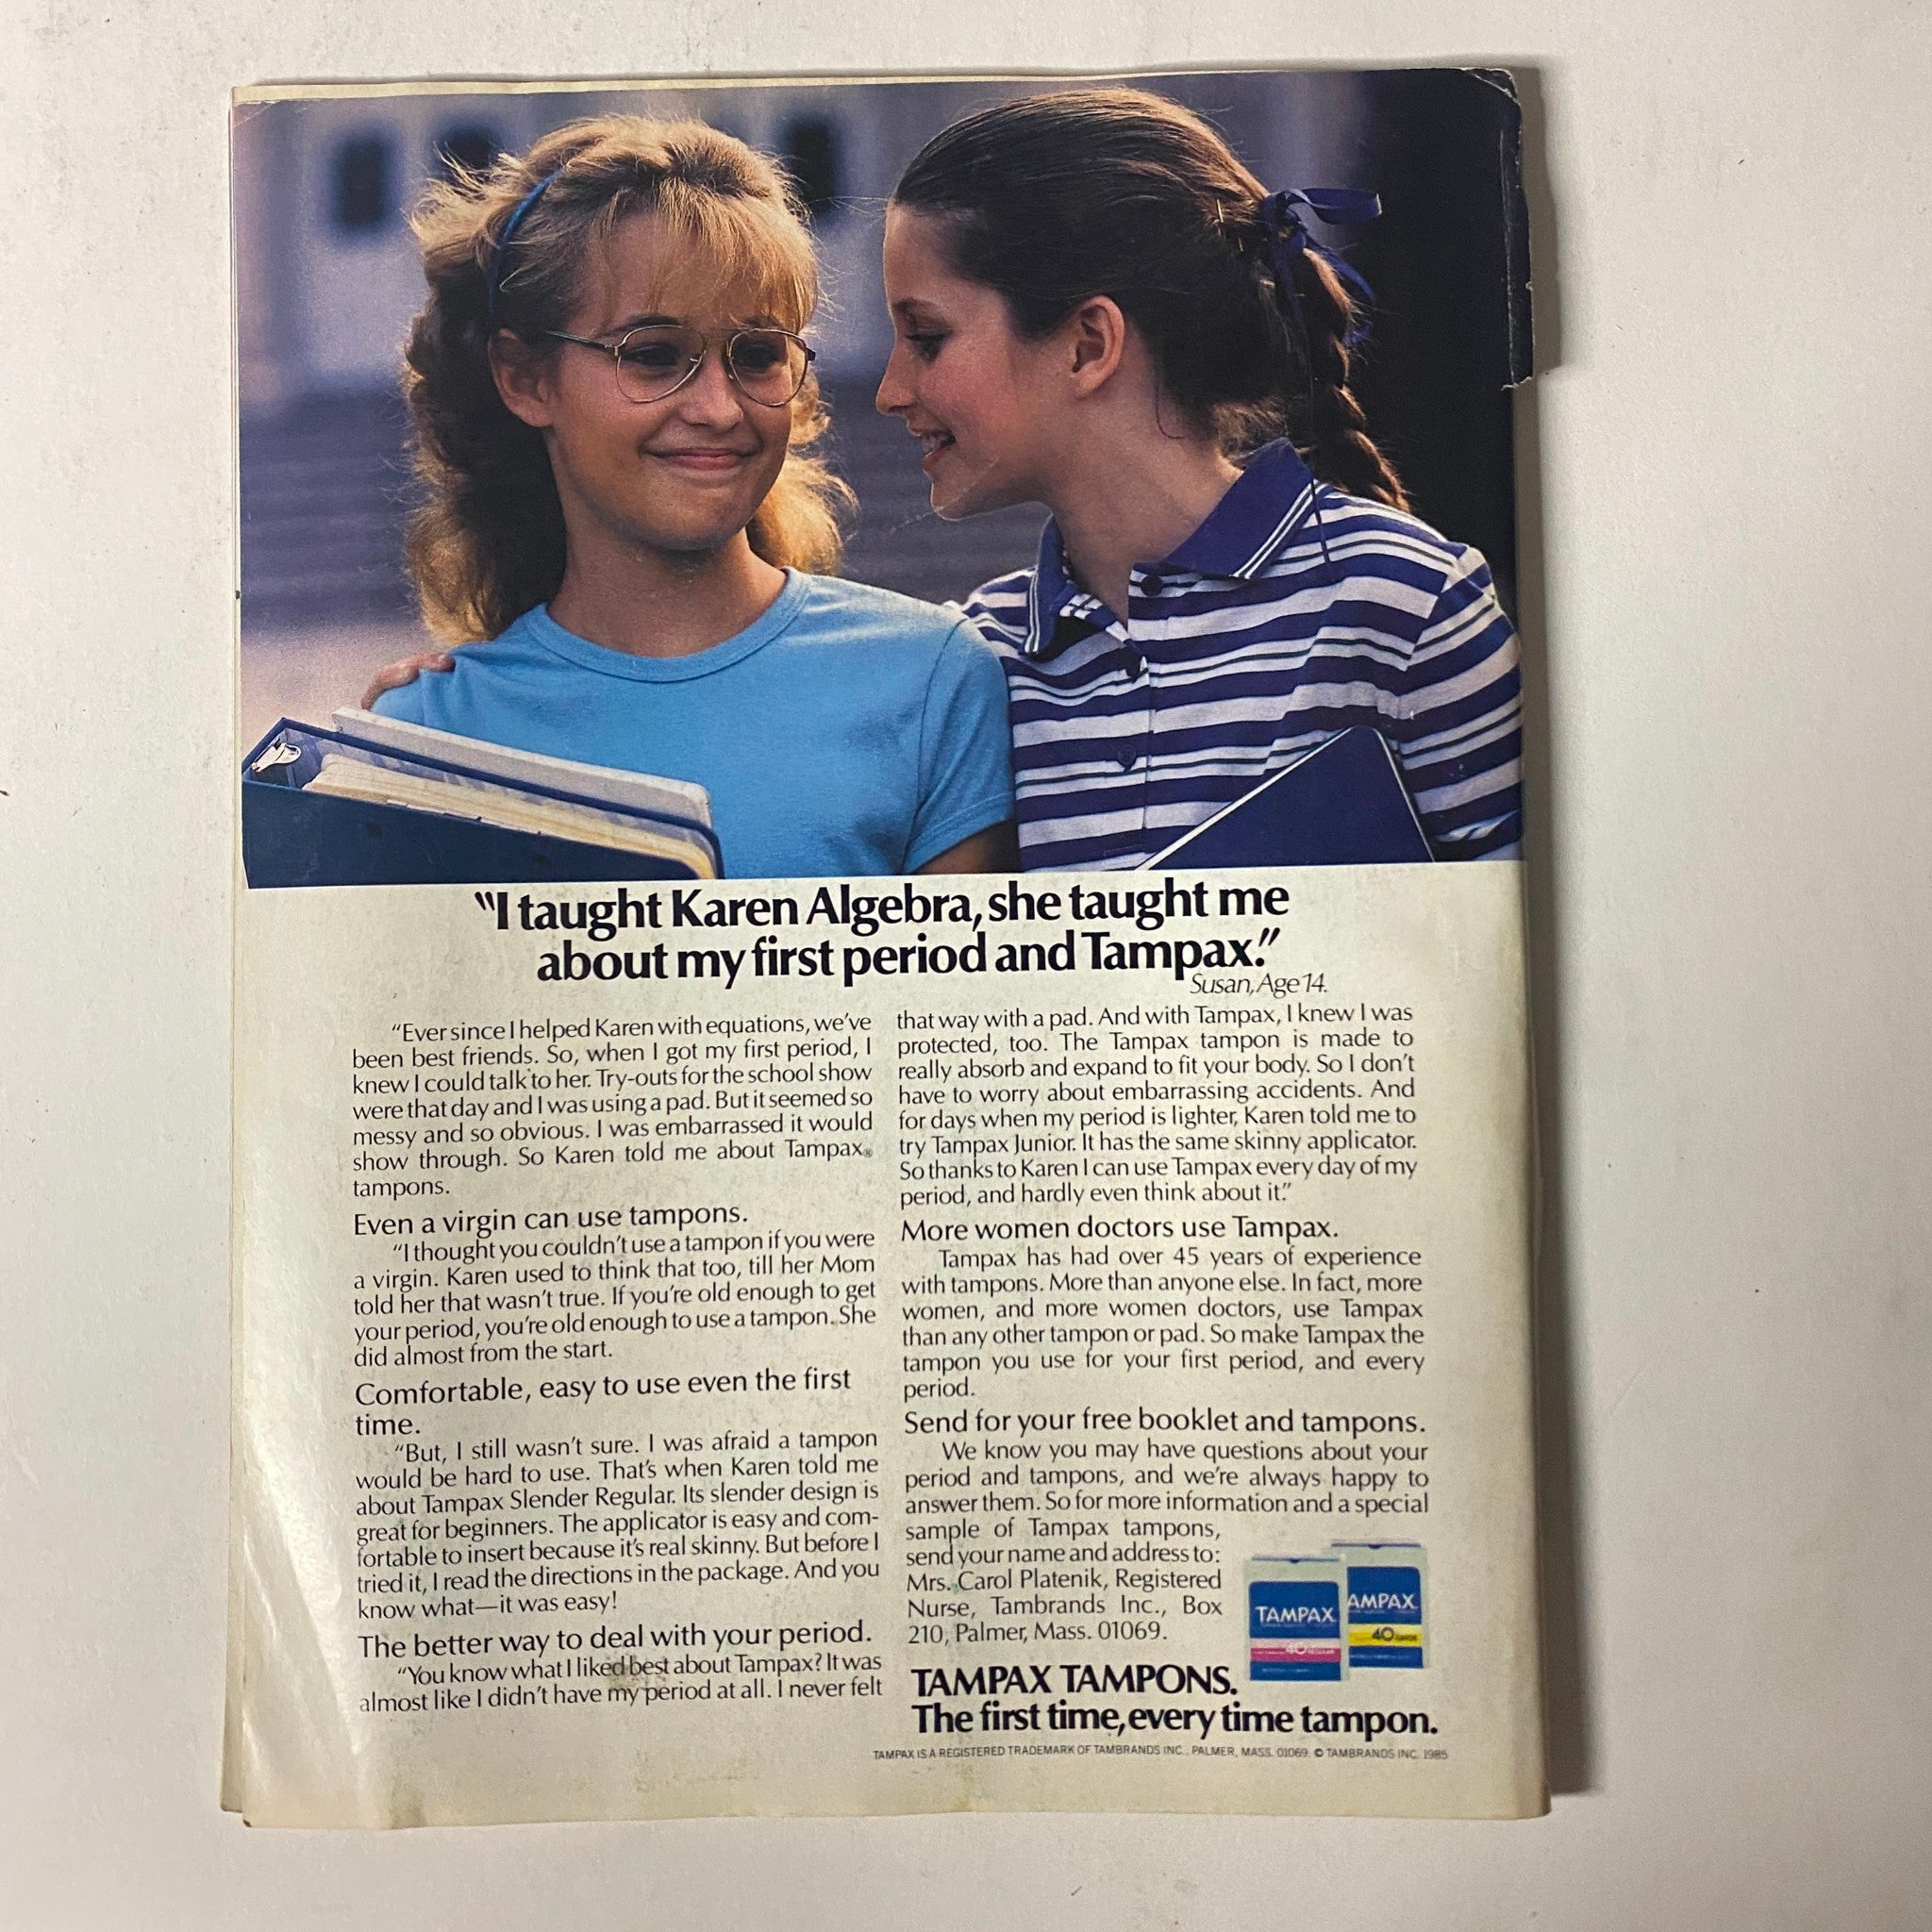 “I taught Karen Algebra, she taught me
about my first period and Tampax.”
Susan, Age 14.
“Ever since I helped Karen with equations, we’ve
been best friends. So, when I got my first period, I
knew I could talk to her. Try-outs for the school show
were that day and I was using a pad. But it seemed so
messy and so obvious. I was embarrassed it would
show through. So Karen told me about Tampax®
tampons.
Even a virgin can use tampons.
“I thought you couldn’t use a tampon if you were
a virgin. Karen used to think that too, till her Mom
told her that wasn’t true. If you’re old enough to get
your period, you’re old enough to use a tampon. She
did almost from the start.
Comfortable, easy to use even the first
time.
“But, I still wasn’t sure. I was afraid a tampon
would be hard to use. That’s when Karen told me
about Tampax Slender Regular. Its slender design is
great for beginners. The applicator is easy and com-
fortable to insert because it’s real skinny. But before I
tried it, I read the directions in the package. And you
know what—it was easy!
The better way to deal with your period.
“You know what I liked best about Tampax? It was
almost like I didn’t have my period at all. I never felt
that way with a pad. And with Tampax, I knew I was
protected, too. The Tampax tampon is made to
really absorb and expand to fit your body. So I don’t
have to worry about embarrassing accidents. And
for days when my period is lighter, Karen told me to
try Tampax Junior. It has the same skinny applicator.
So thanks to Karen I can use Tampax every day of my
period, and hardly even think about it.”
More women doctors use Tampax.
Tampax has had over 45 years of experience
with tampons. More than anyone else. In fact, more
women, and more women doctors, use Tampax
than any other tampon or pad. So make Tampax the
tampon you use for your first period, and every
period.
Send for your free booklet and tampons.
We know you may have questions about your
period and tampons, and we’re always happy to
answer them. So for more information and a special
sample of Tampax tampons,
send your name and address to:
Mrs. Carol Platenik, Registered
Nurse, Tambrands Inc., Box
210, Palmer, Mass. 01069.
TAMPAX
40
AMPAX
40
TAMPAX TAMPONS.
The first time, every time tampon.
TAMPAX IS A REGISTERED TRADEMARK OF TAMBRANDS INC., PALMER, MASS. 01069. © TAMBRANDS INC. 1985